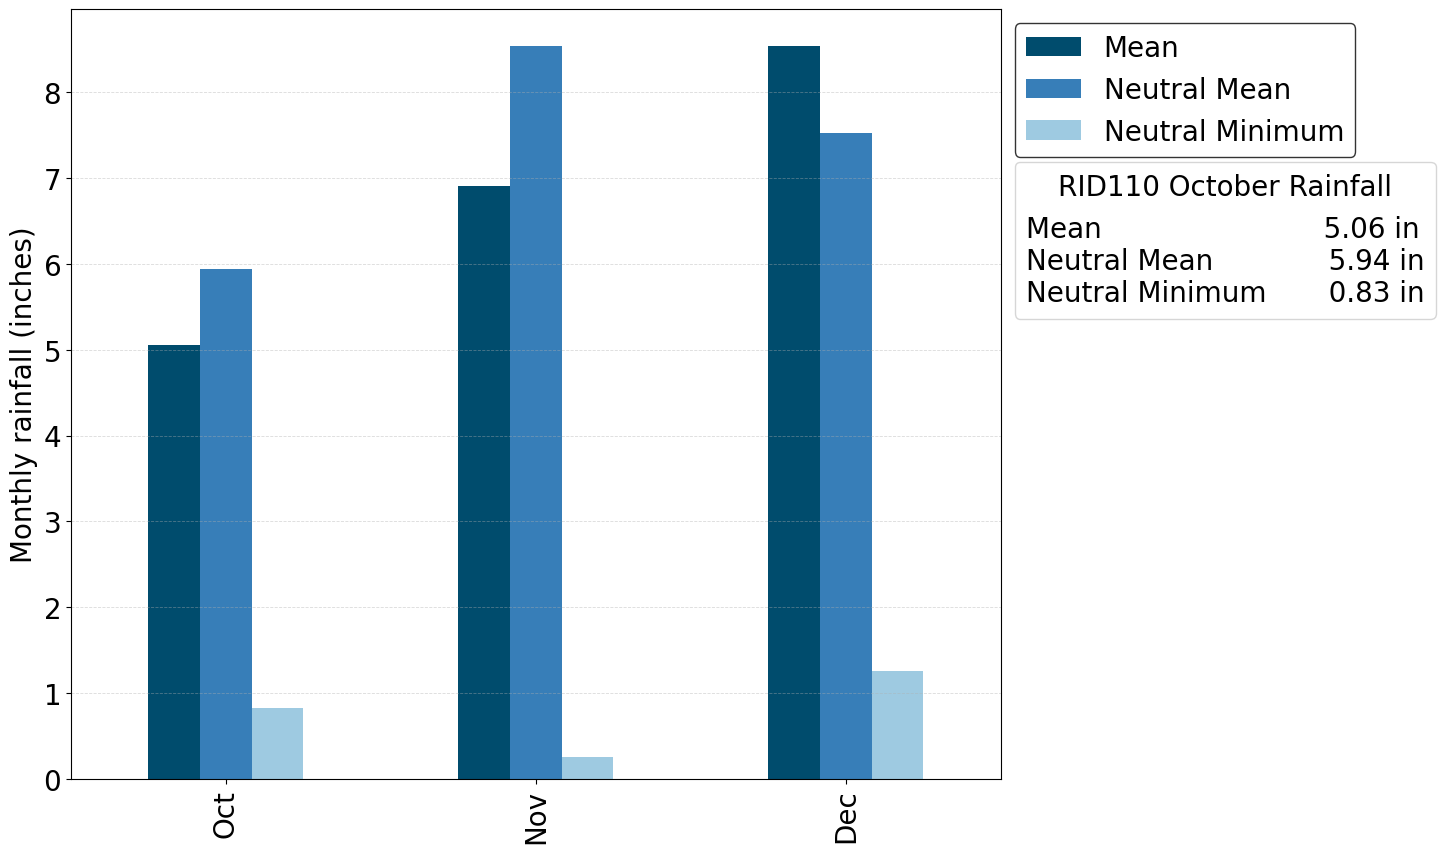 Monthly rainfall (inches)
8
7
6
5
4
3
2
1
0
Oct
Nov
Dec
Mean
Neutral Mean
Neutral Minimum
RID110 October Rainfall
Mean 5.06 in
Neutral Mean 5.94 in
Neutral Minimum 0.83 in